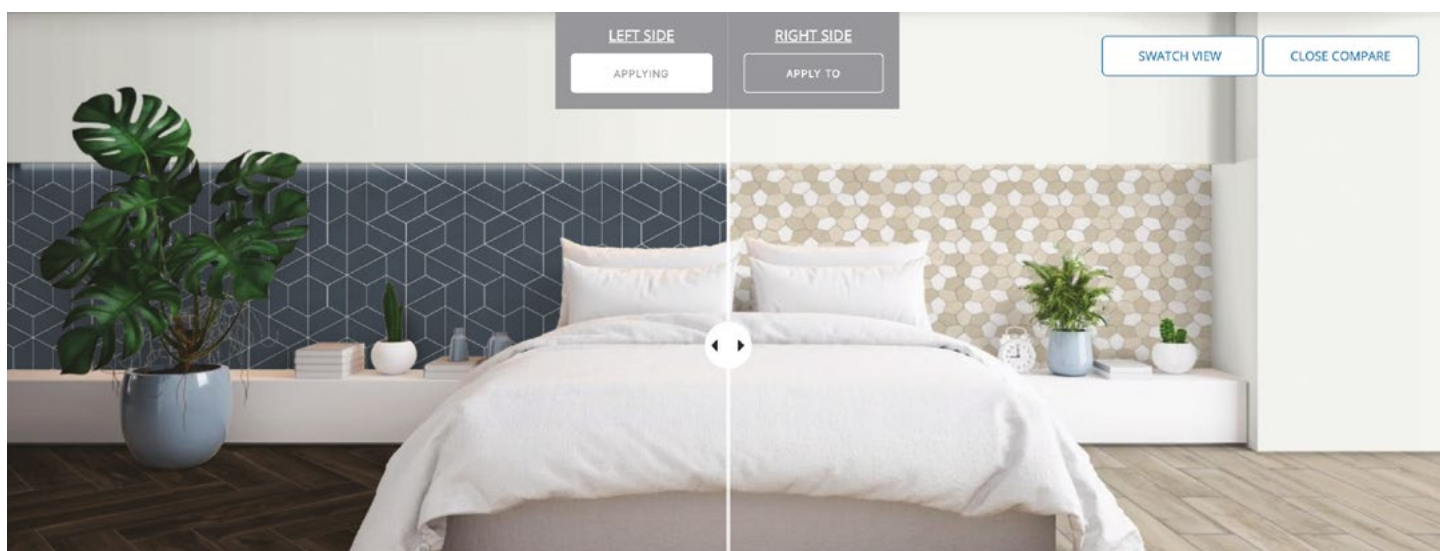 LEFT SIDE
RIGHT SIDE
APPLYING
APPLY TO
SWATCH VIEW
CLOSE COMPARE